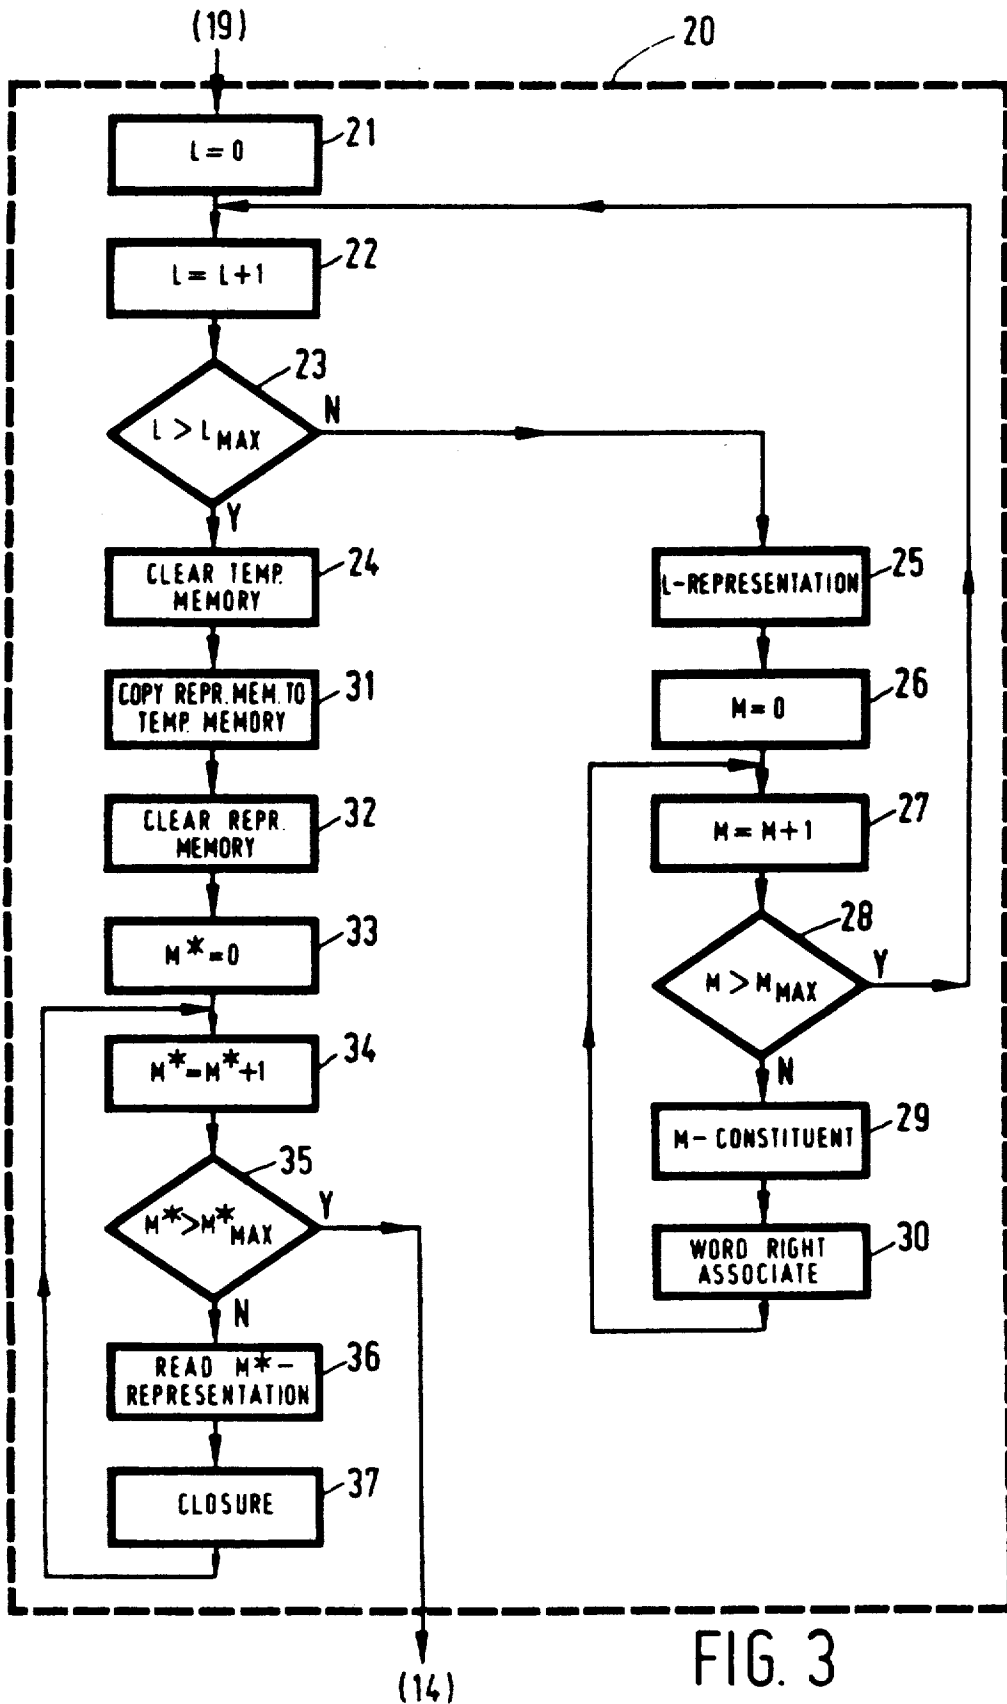 (19)
20
L = 0
21
L = L+1
22
L > L MAX
23
N
Y
CLEAR TEMP.
MEMORY
24
COPY REPR.MEM.TO
TEMP. MEMORY
31
CLEAR REPR.
MEMORY
32
M*=0
33
M*=M*+1
34
M*>M*MAX
35
Y
N
READ M*-
REPRESENTATION
36
CLOSURE
37
(14)
L-REPRESENTATION
25
M=0
26
M = M+1
27
M > M MAX
28
Y
N
M-CONSTITUENT
29
WORD RIGHT
ASSOCIATE
30
FIG. 3